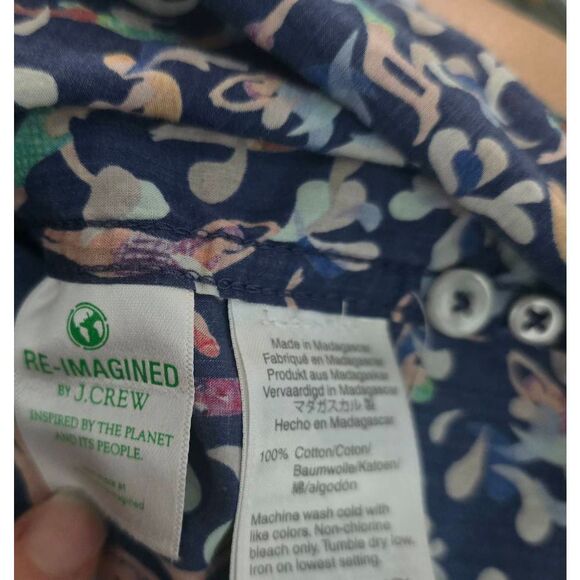 RE-IMAGINED
BY J.CREW
INSPIRED BY THE PLANET
AND ITS PEOPLE.
Made in Madagascar
Fabriqué en Madagascar
Produkt aus Madagaskar
Vervaardigd in Madagascar
マダガスカル 製
Hecho en Madagascar
100% Cotton/Coton/
Baumwolle/Katoen/
綿/algodón
Machine wash cold with
like colors. Non-chlorine
bleach only. Tumble dry low.
Iron on lowest setting.